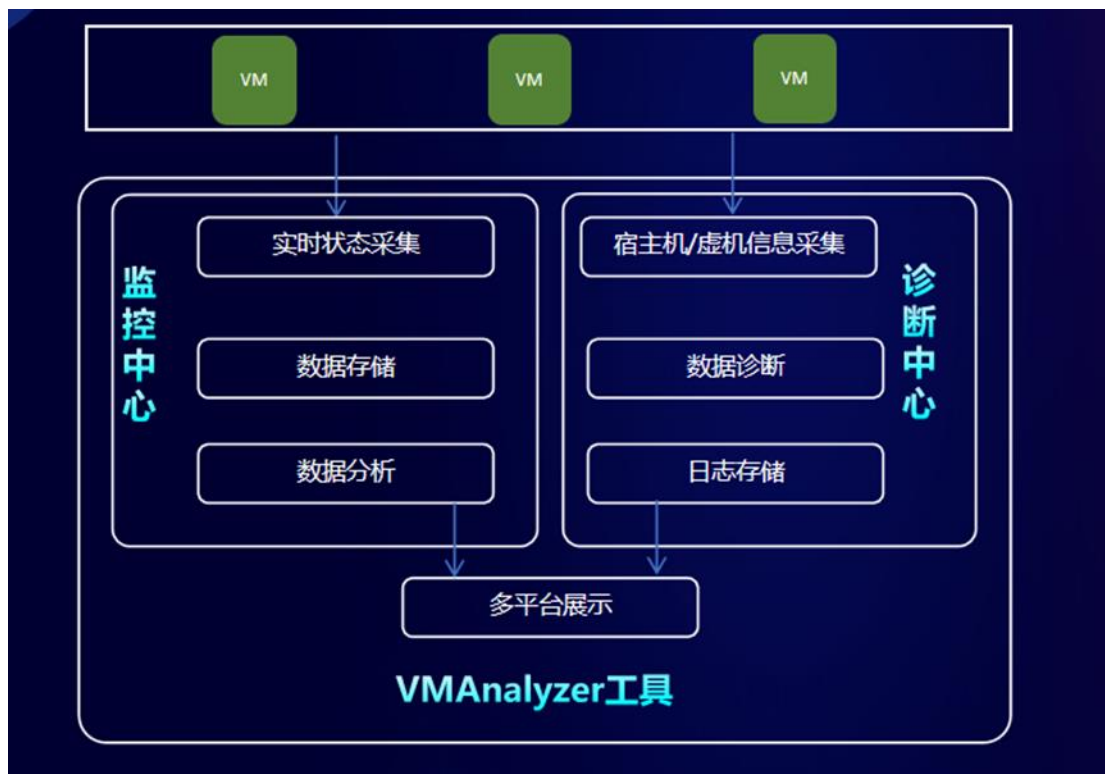 VM
VM
VM
监控中心
实时状态采集
数据存储
数据分析
宿主机/虚机信息采集
数据诊断
日志存储
诊断中心
多平台展示
VMAnalyzer工具